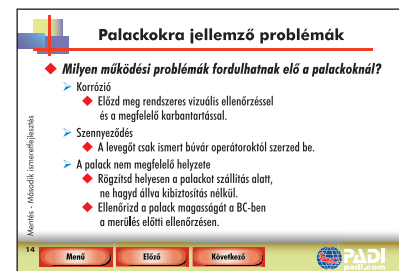 Palackokra jellemző problémák
Milyen működési problémák fordulhatnak elő a palackoknál?
Korrózió
Előzd meg rendszeres vizuális ellenőrzéssel
és a megfelelő karbantartással.
Szennyeződés
A levegőt csak ismert búvár operátoroktól szerzed be.
A palack nem megfelelő helyzete
Rögzítsd helyesen a palackot szállítás alatt,
ne hagyd állva kibiztosítás nélkül.
Ellenőrizd a palack magasságát a BC-ben
a merülés előtti ellenőrzésen.
Mentés - Második ismeretfejlesztés
14
Menü
Előző
Következő
PADI
padi.com